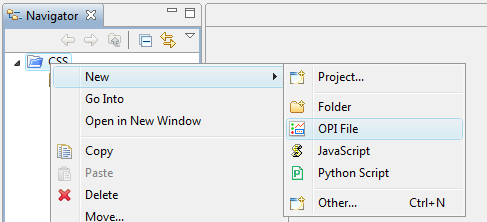 Navigator
CSS
New
Go Into
Open in New Window
Copy
Paste
Delete
Move...
Project...
Folder
OPI File
JavaScript
Python Script
Other... Ctrl+N